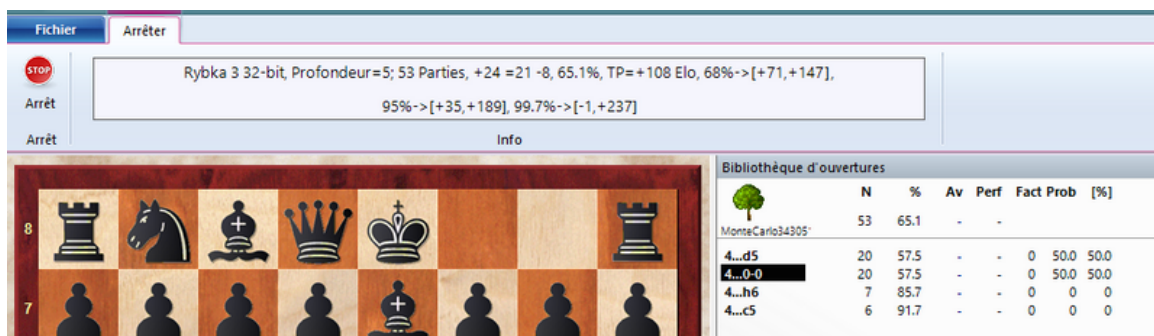 Fichier Arrêter
STOP
Rybka 3 32-bit, Profondeur=5; 53 Parties, +24 =21 -8, 65.1%, TP=+108 Elo, 68%->[+71,+147],
Arrêt
95%->[+35,+189], 99.7%->[-1,+237]
Arrêt Info
Bibliothèque d'ouvertures
N % Av Perf Fact Prob [%]
53 65.1 - -
MonteCarlo34305'
8
4...d5 20 57.5 - - 0 50.0 50.0
4...0-0 20 57.5 - - 0 50.0 50.0
4...h6 7 85.7 - - 0 0 0
4...c5 6 91.7 - - 0 0 0
7